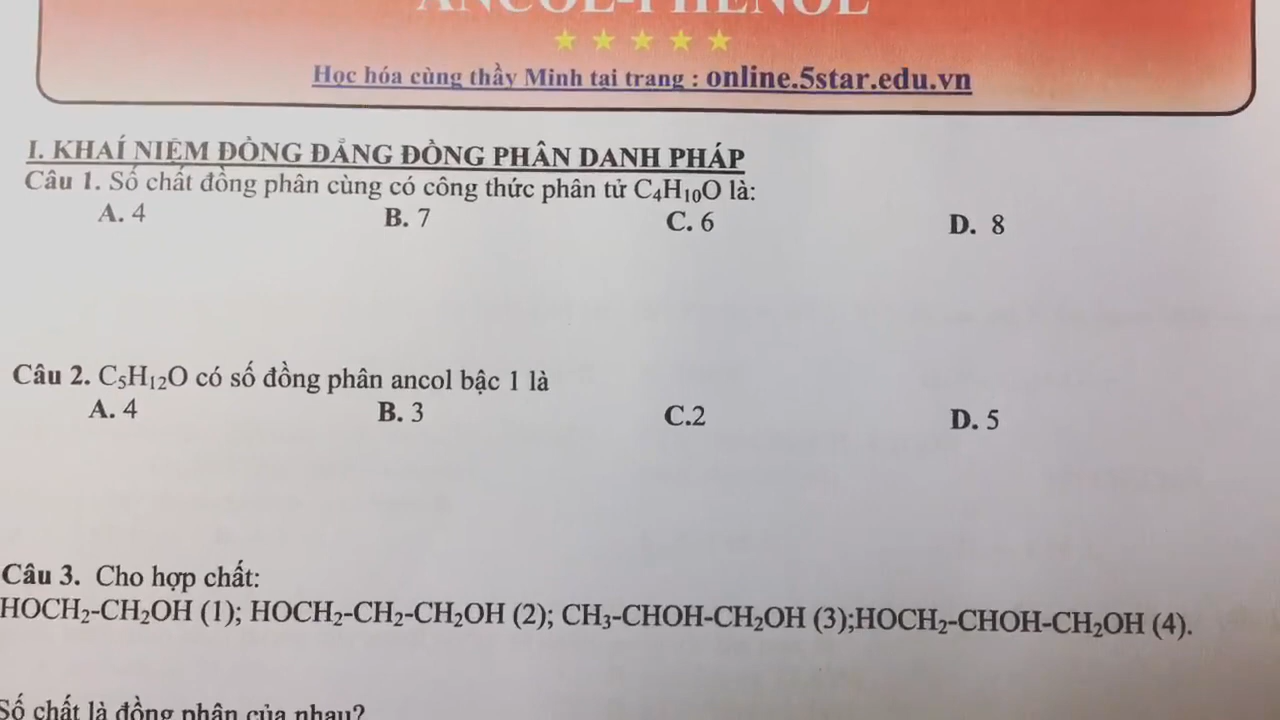 ANCOL-PHENOL
Học hóa cùng thầy Minh tại trang : online.5star.edu.vn
I. KHAÍ NIỆM ĐỒNG ĐẲNG ĐỒNG PHÂN DANH PHÁP
Câu 1. Số chất đồng phân cùng có công thức phân tử C₄H₁₀O là:
A. 4 B. 7 C. 6 D. 8
Câu 2. C₅H₁₂O có số đồng phân ancol bậc 1 là
A. 4 B. 3 C.2 D. 5
Câu 3. Cho hợp chất:
HOCH₂-CH₂OH (1); HOCH₂-CH₂-CH₂OH (2); CH₃-CHOH-CH₂OH (3);HOCH₂-CHOH-CH₂OH (4).
Số chất là đồng phân của nhau?